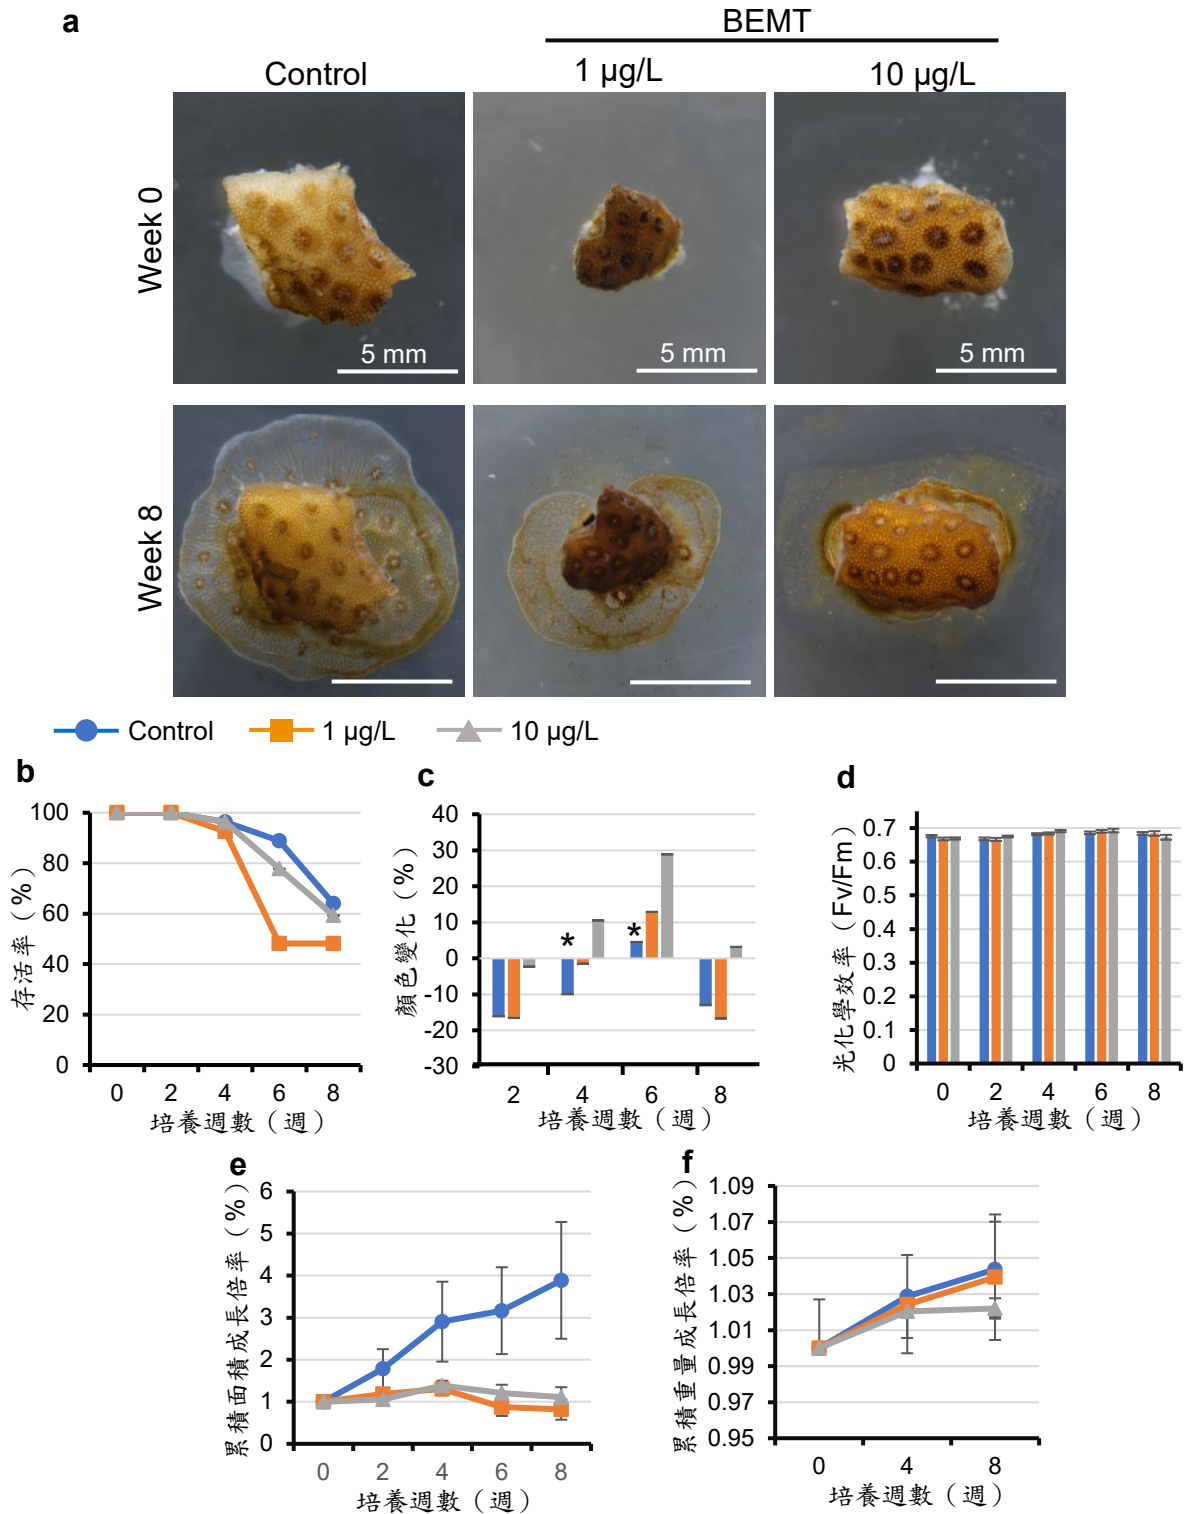 a
BEMT
Control
1 µg/L
10 µg/L
Week 0
5 mm
5 mm
5 mm
Week 8
Control
1 µg/L
10 µg/L
b
存活率（%）
100
80
60
40
20
0
0 2 4 6 8
培養週數（週）
c
顏色變化（%）
40
30
20
10
0
-10
-20
-30
*
*
2 4 6 8
培養週數（週）
d
光化學效率（Fv/Fm）
0.7
0.6
0.5
0.4
0.3
0.2
0.1
0
0 2 4 6 8
培養週數（週）
e
累積面積成長倍率（%）
6
5
4
3
2
1
0
0 2 4 6 8
培養週數（週）
f
累積重量成長倍率（%）
1.09
1.07
1.05
1.03
1.01
0.99
0.97
0.95
0 4 8
培養週數（週）